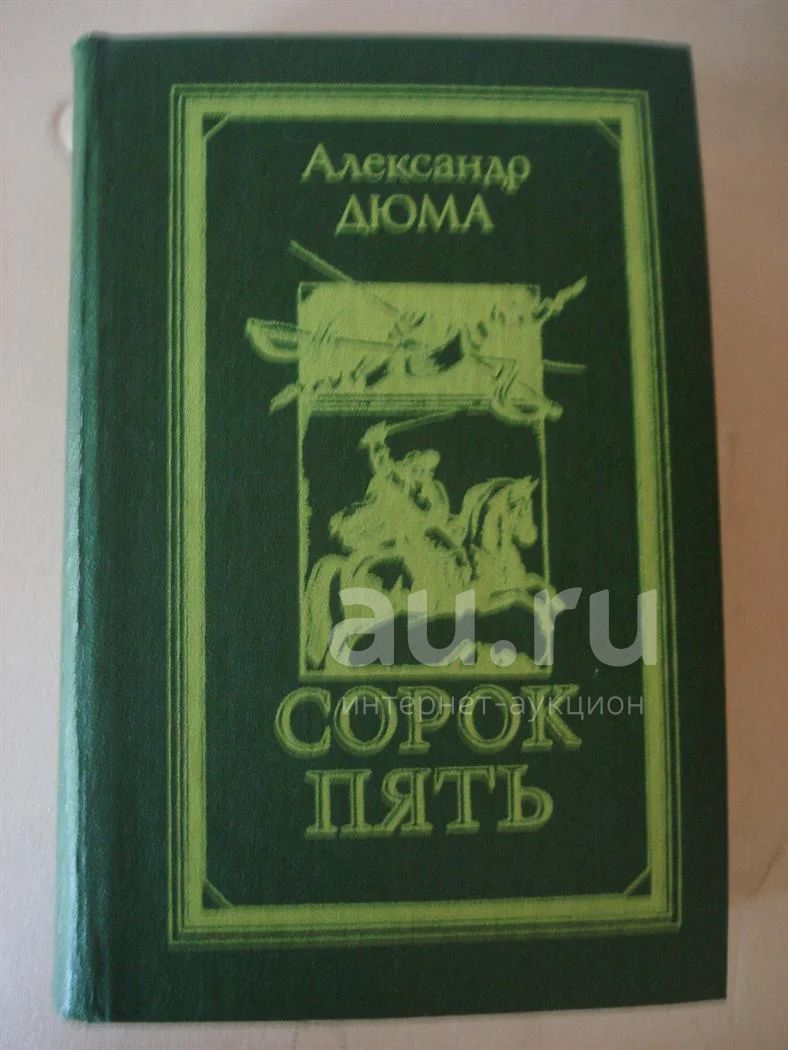 Александр
ДЮМА
au.ru
интернет-аукцион
СОРОК
ПЯТЬ